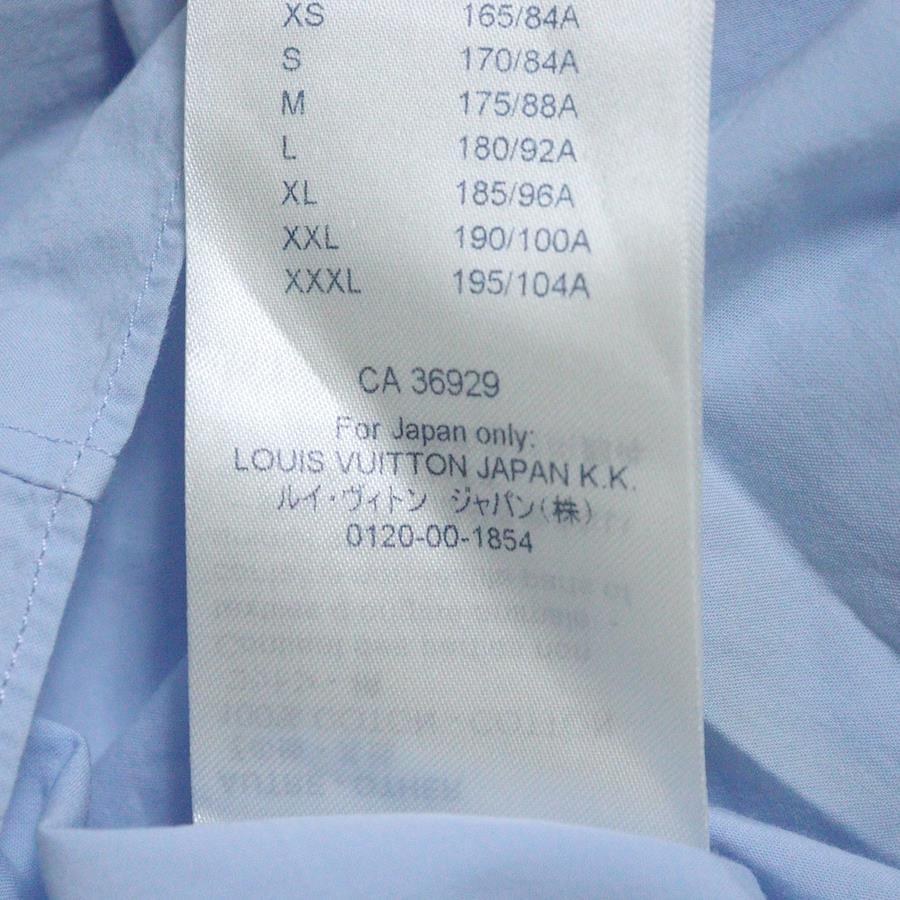 XS 165/84A
S 170/84A
M 175/88A
L 180/92A
XL 185/96A
XXL 190/100A
XXXL 195/104A
CA 36929
For Japan only:
LOUIS VUITTON JAPAN K.K.
ルイ・ヴィトン ジャパン(株)
0120-00-1854